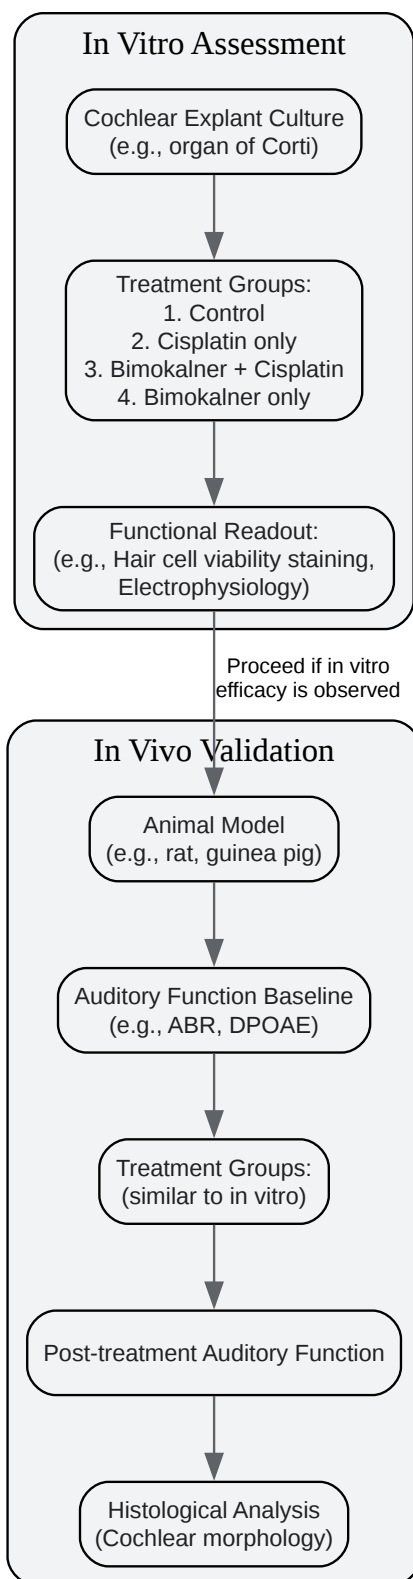 In Vitro Assessment
Cochlear Explant Culture
(e.g., organ of Corti)
Treatment Groups:
1. Control
2. Cisplatin only
3. Bimokalner + Cisplatin
4. Bimokalner only
Functional Readout:
(e.g., Hair cell viability staining,
Electrophysiology)
Proceed if in vitro
efficacy is observed
In Vivo Validation
Animal Model
(e.g., rat, guinea pig)
Auditory Function Baseline
(e.g., ABR, DPOAE)
Treatment Groups:
(similar to in vitro)
Post-treatment Auditory Function
Histological Analysis
(Cochlear morphology)